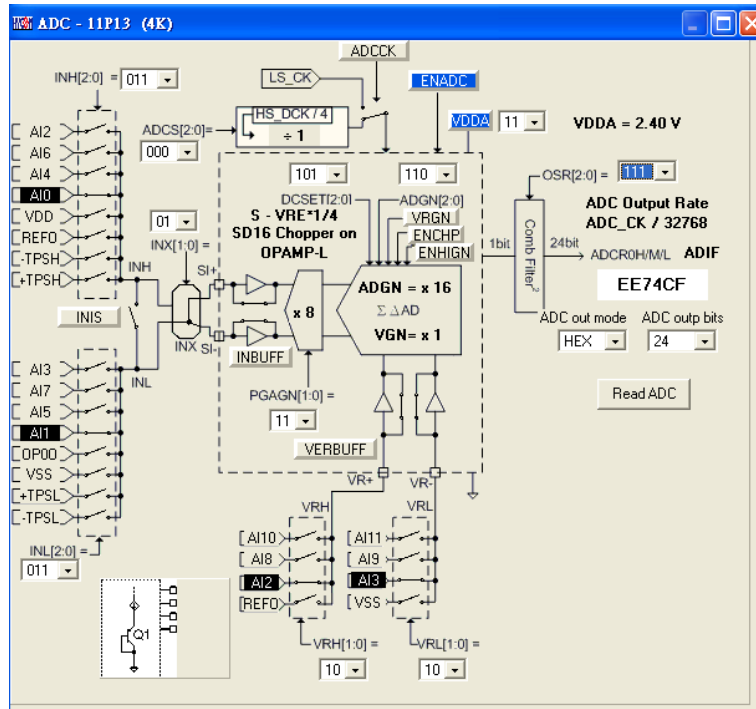 ADC - 11P13 (4K)
ADCCK
INH[2:0] =
011
LS_CK
ENADC
HS_DCK / 4
÷ 1
ADCS[2:0]=
000
VDDA
11
VDDA = 2.40 V
AI2
AI6
AI4
AI0
VDD
REFO
-TPSH
+TPSH
101
110
OSR[2:0] =
111
DCSET[2:0]
ADGN[2:0]
S - VRE*1/4
SD16 Chopper on
OPAMP-L
VRGN
ENCHP
ENHIGN
ADC Output Rate
ADC_CK / 32768
01
INX[1:0] =
INH
SI+
1bit
Comb Filter
2
24bit
ADCR0H/M/L
ADIF
EE74CF
INIS
INX
SI-
INBUFF
x 8
ADGN = x 16
Σ ΔAD
VGN= x 1
ADC out mode
HEX
ADC outp bits
24
INL
AI3
AI7
AI5
AI1
OPOO
VSS
+TPSL
-TPSL
PGAGN[1:0]=
11
VERBUFF
Read ADC
VR+
VR-
VRH
VRL
INL[2:0] =
011
AI10
AI8
AI2
REFO
AI11
AI9
AI3
VSS
Q1
VRH[1:0] =
10
VRL[1:0] =
10